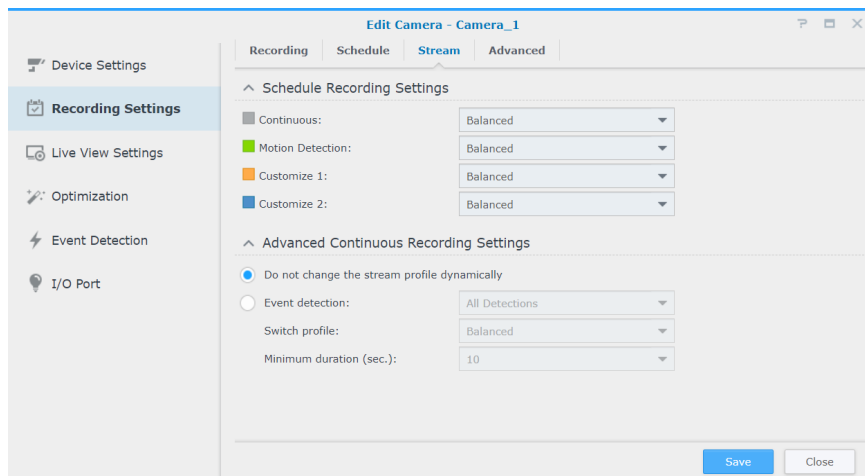 Edit Camera - Camera_1
Device Settings
Recording Settings
Live View Settings
Optimization
Event Detection
I/O Port
Recording
Schedule
Stream
Advanced
Schedule Recording Settings
Continuous: Balanced
Motion Detection: Balanced
Customize 1: Balanced
Customize 2: Balanced
Advanced Continuous Recording Settings
Do not change the stream profile dynamically
Event detection: All Detections
Switch profile: Balanced
Minimum duration (sec.): 10
Save
Close